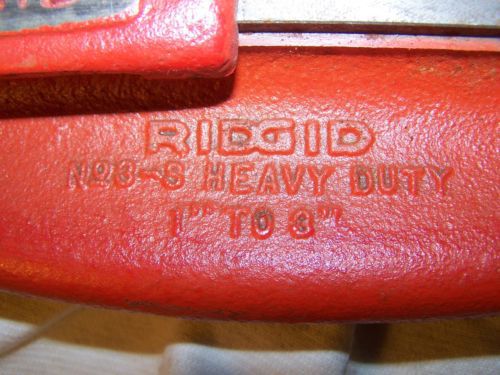 RIDGID
No3-S HEAVY DUTY
1" TO 3"